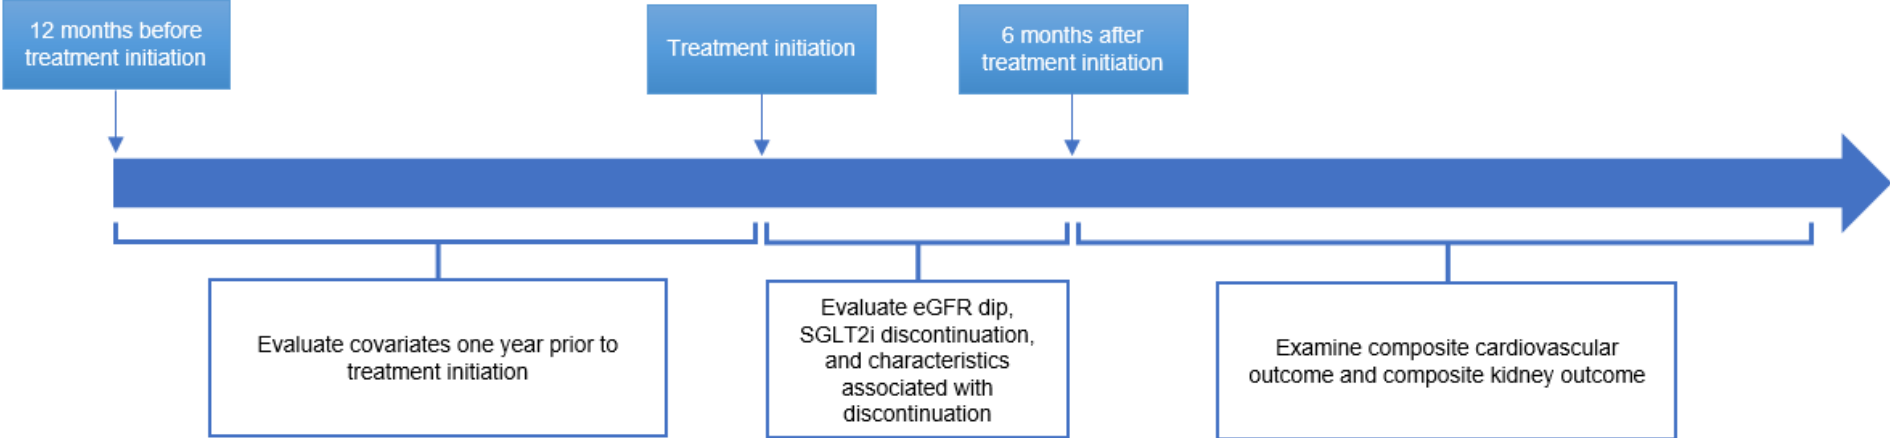 12 months before
treatment initiation
Treatment initiation
6 months after
treatment initiation
Evaluate covariates one year prior to
treatment initiation
Evaluate eGFR dip,
SGLT2i discontinuation,
and characteristics
associated with
discontinuation
Examine composite cardiovascular
outcome and composite kidney outcome